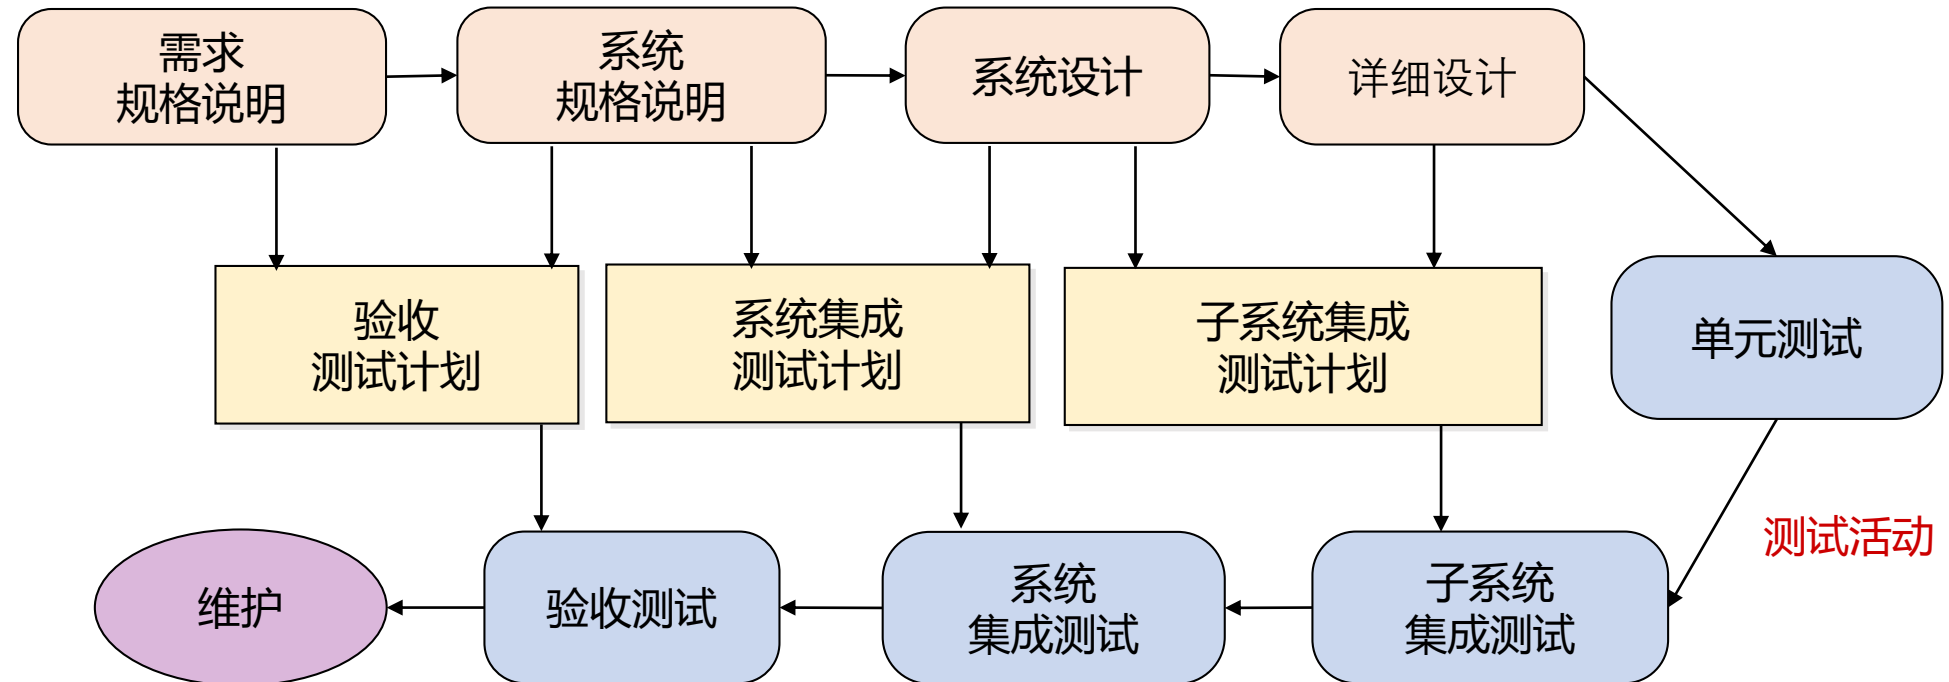 需求
规格说明
系统
规格说明
系统设计
详细设计
验收
测试计划
系统集成
测试计划
子系统集成
测试计划
单元测试
测试活动
维护
验收测试
系统
集成测试
子系统
集成测试